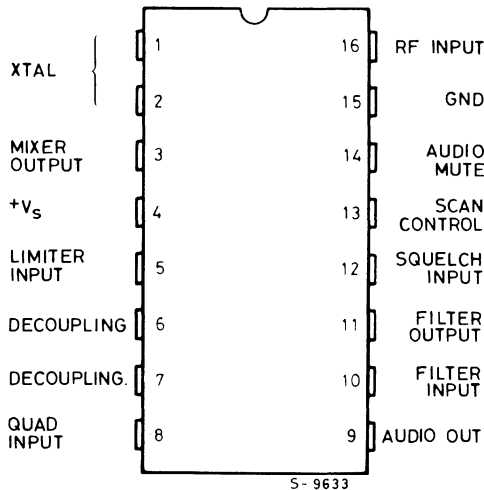 1
16
RF INPUT
XTAL
2
15
GND
MIXER
OUTPUT
3
14
AUDIO
MUTE
+Vs
4
13
SCAN
CONTROL
LIMITER
INPUT
5
12
SQUELCH
INPUT
DECOUPLING
6
11
FILTER
OUTPUT
DECOUPLING.
7
10
FILTER
INPUT
QUAD
INPUT
8
9
AUDIO OUT
S-9633